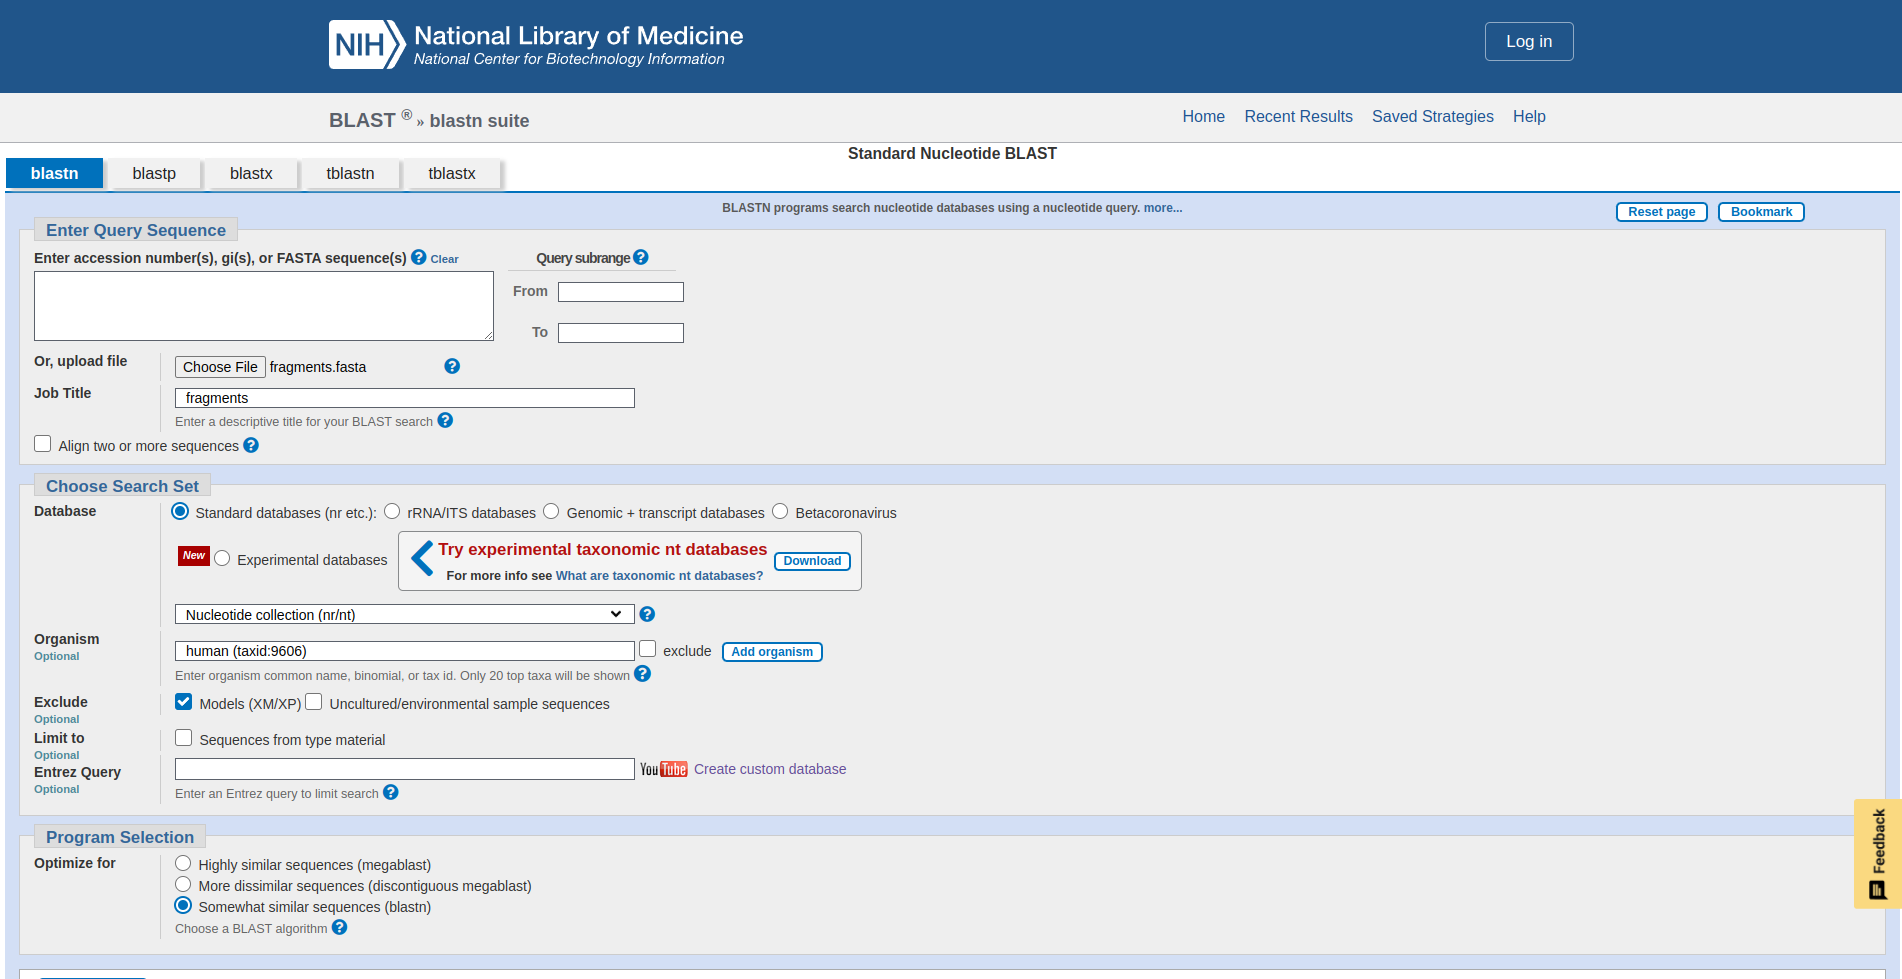 NIH National Library of Medicine
National Center for Biotechnology Information
Log in
BLAST ® » blastn suite
Home Recent Results Saved Strategies Help
Standard Nucleotide BLAST
blastn blastp blastx tblastn tblastx
BLASTN programs search nucleotide databases using a nucleotide query. more...
Reset page Bookmark
Enter Query Sequence
Enter accession number(s), gi(s), or FASTA sequence(s) ? Clear
Query subrange ?
From
To
Or, upload file
Choose File fragments.fasta ?
Job Title
fragments
Enter a descriptive title for your BLAST search ?
Align two or more sequences ?
Choose Search Set
Database
Standard databases (nr etc.): rRNA/ITS databases Genomic + transcript databases Betacoronavirus
New Experimental databases
Try experimental taxonomic nt databases
Download
For more info see What are taxonomic nt databases?
Nucleotide collection (nr/nt) ?
Organism
Optional
human (taxid:9606)
exclude Add organism
Enter organism common name, binomial, or tax id. Only 20 top taxa will be shown ?
Exclude
Optional
Models (XM/XP) Uncultured/environmental sample sequences
Limit to
Optional
Sequences from type material
Entrez Query
Optional
YouTube Create custom database
Enter an Entrez query to limit search ?
Feedback
Program Selection
Optimize for
Highly similar sequences (megablast)
More dissimilar sequences (discontiguous megablast)
Somewhat similar sequences (blastn)
Choose a BLAST algorithm ?